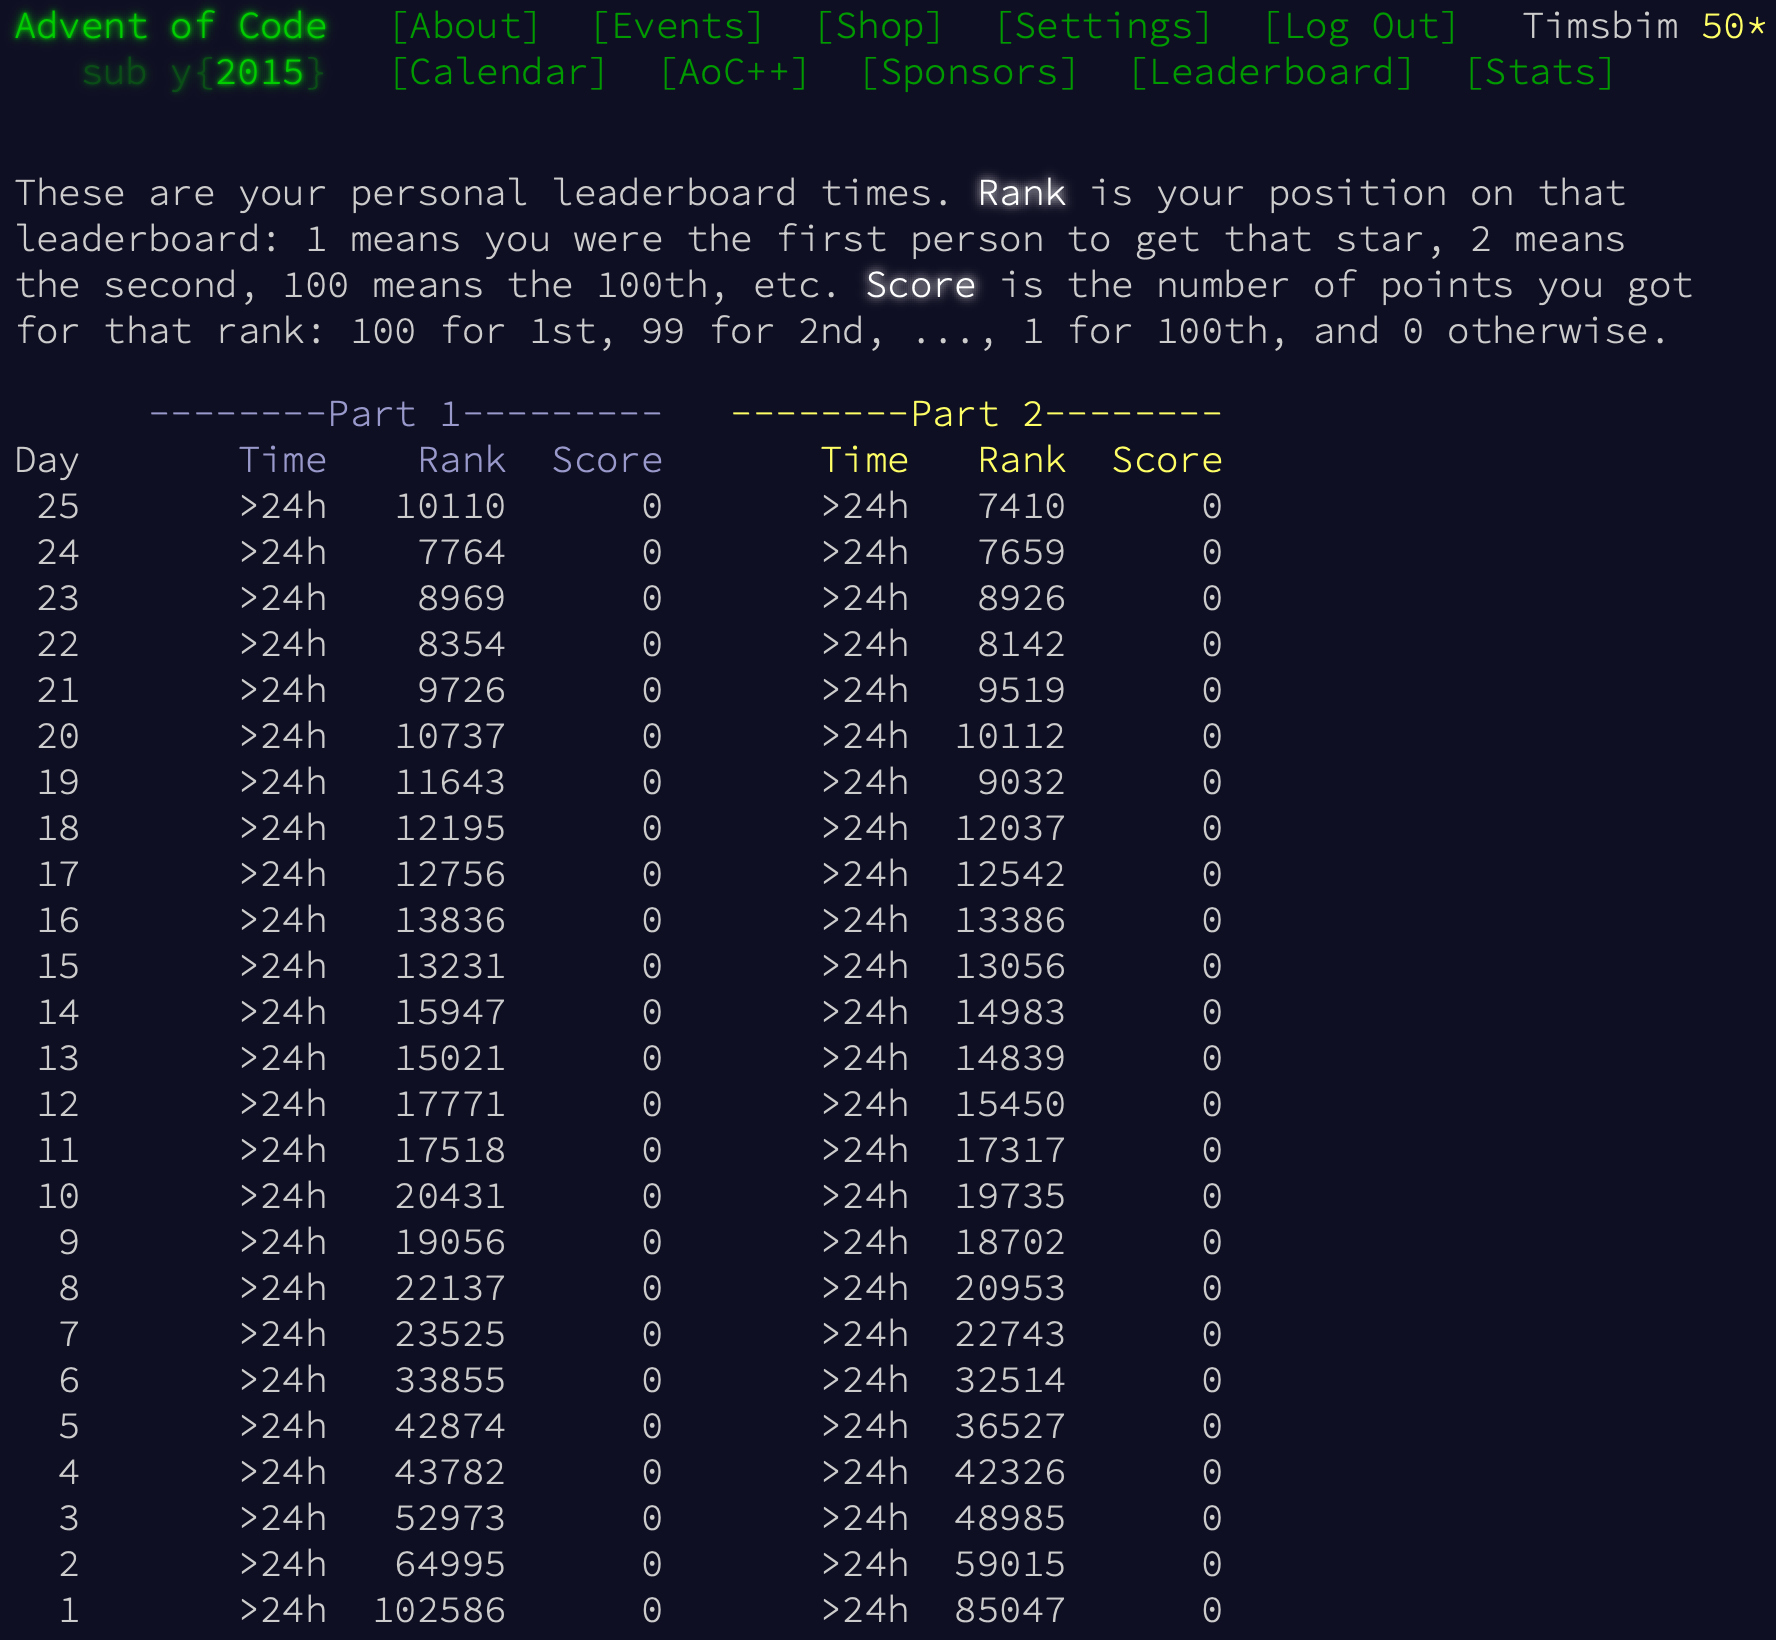 Advent of Code [About] [Events] [Shop] [Settings] [Log Out] Timsbim 50*
sub y{2015} [Calendar] [AoC++] [Sponsors] [Leaderboard] [Stats]
These are your personal leaderboard times. Rank is your position on that
leaderboard: 1 means you were the first person to get that star, 2 means
the second, 100 means the 100th, etc. Score is the number of points you got
for that rank: 100 for 1st, 99 for 2nd, ..., 1 for 100th, and 0 otherwise.
--------Part 1--------- --------Part 2--------
Day Time Rank Score Time Rank Score
25 >24h 10110 0 >24h 7410 0
24 >24h 7764 0 >24h 7659 0
23 >24h 8969 0 >24h 8926 0
22 >24h 8354 0 >24h 8142 0
21 >24h 9726 0 >24h 9519 0
20 >24h 10737 0 >24h 10112 0
19 >24h 11643 0 >24h 9032 0
18 >24h 12195 0 >24h 12037 0
17 >24h 12756 0 >24h 12542 0
16 >24h 13836 0 >24h 13386 0
15 >24h 13231 0 >24h 13056 0
14 >24h 15947 0 >24h 14983 0
13 >24h 15021 0 >24h 14839 0
12 >24h 17771 0 >24h 15450 0
11 >24h 17518 0 >24h 17317 0
10 >24h 20431 0 >24h 19735 0
9 >24h 19056 0 >24h 18702 0
8 >24h 22137 0 >24h 20953 0
7 >24h 23525 0 >24h 22743 0
6 >24h 33855 0 >24h 32514 0
5 >24h 42874 0 >24h 36527 0
4 >24h 43782 0 >24h 42326 0
3 >24h 52973 0 >24h 48985 0
2 >24h 64995 0 >24h 59015 0
1 >24h 102586 0 >24h 85047 0